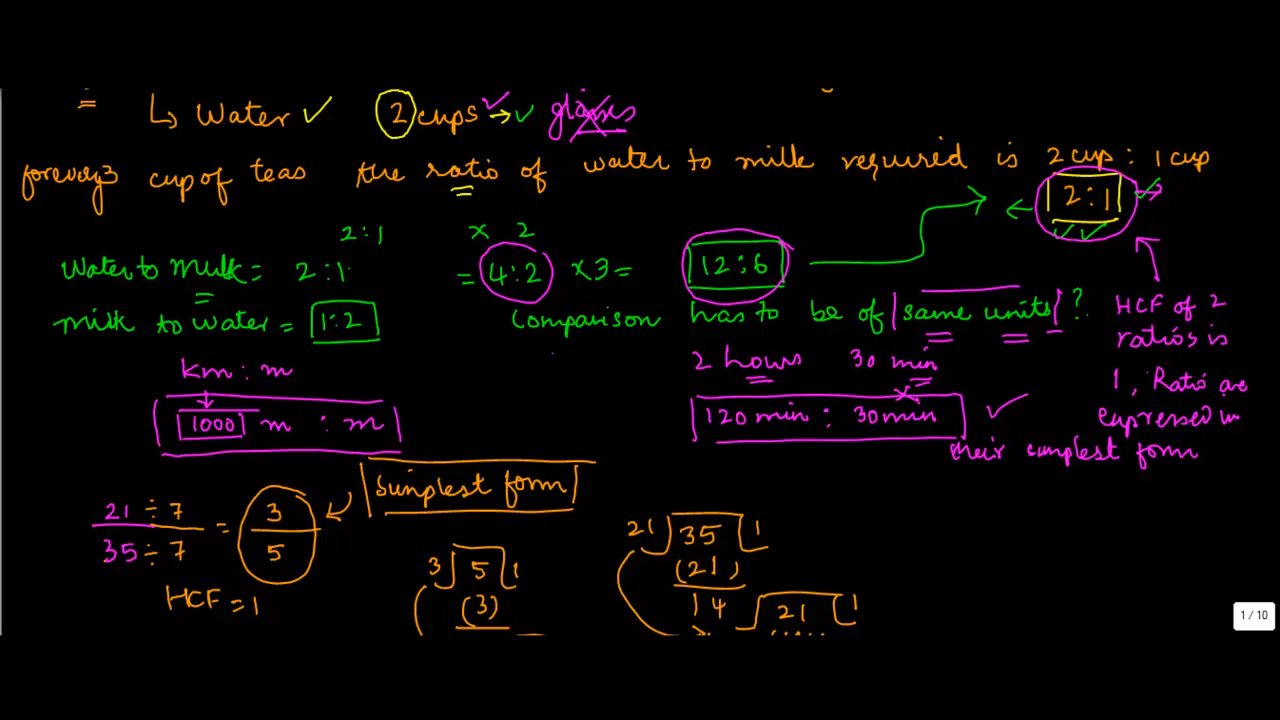 = ↳ Water ✓ 2 cups ✓ → ✓ glasses
forevery3 cup of teas the ratio of water to milk required is 2 cup : 1 cup
2 : 1
2 : 1 x 2
Water to Milk = 2 : 1 = 4 : 2 x 3 = 12 : 6
milk to water = 1 : 2 comparison has to be of same units ?
HCF of 2
ratios is
1, Ratio are
expressed in
their simplest form
km : m
1000 m : m
2 hours 30 min
120 min : 30 min ✓
Simplest form
21 ÷ 7 = 3
35 ÷ 7 5
HCF = 1
3 5 1
(3)
21 35 1
(21)
14 21 1
1 / 10